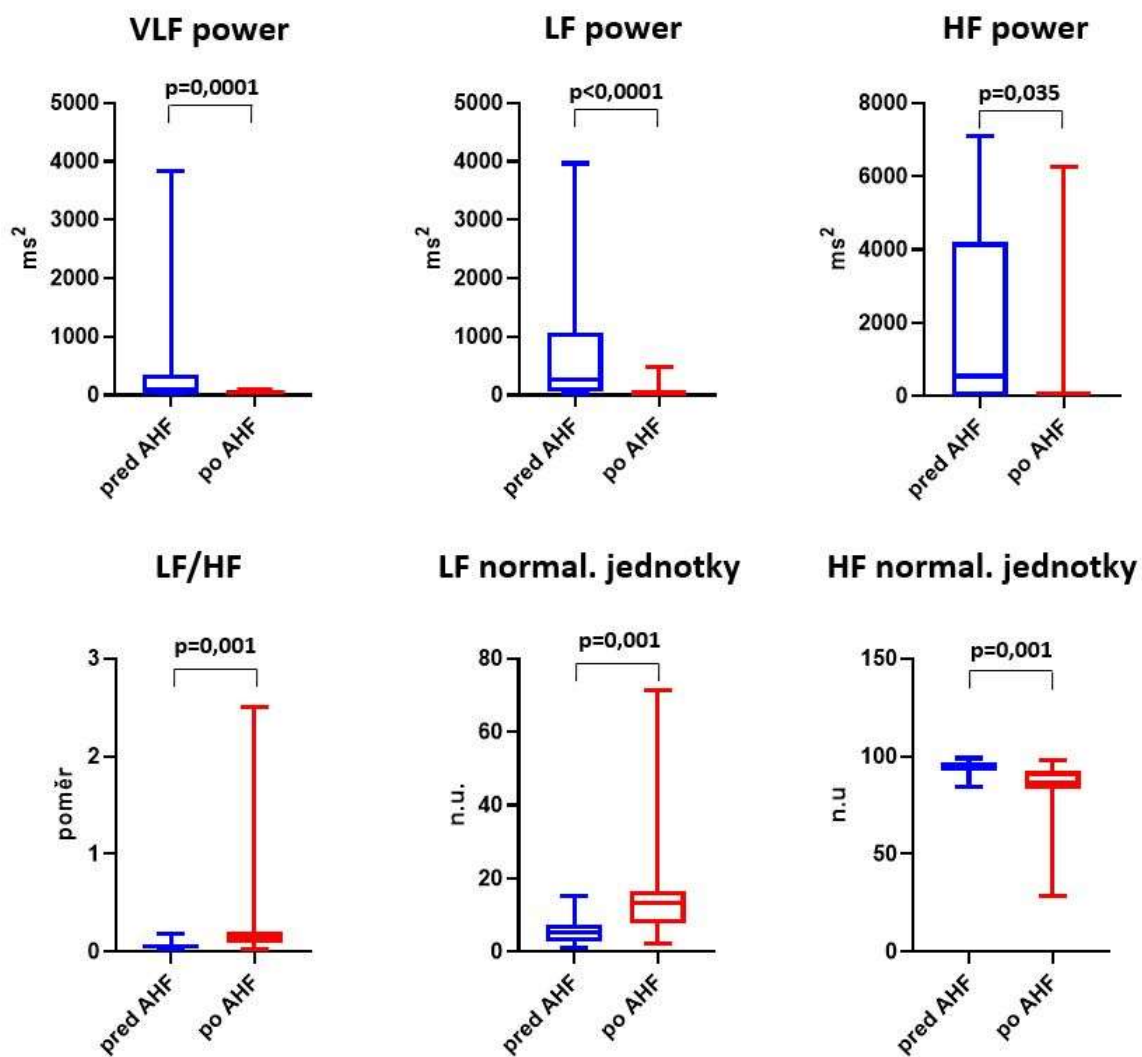 VLF power
p=0,0001
5000
4000
3000
2000
1000
0
ms²
pred AHF
po AHF
LF power
p<0,0001
5000
4000
3000
2000
1000
0
ms²
pred AHF
po AHF
HF power
p=0,035
8000
6000
4000
2000
0
ms²
pred AHF
po AHF
LF/HF
p=0,001
3
2
1
0
poměr
pred AHF
po AHF
LF normal. jednotky
p=0,001
80
60
40
20
0
n.u.
pred AHF
po AHF
HF normal. jednotky
p=0,001
150
100
50
0
n.u
pred AHF
po AHF